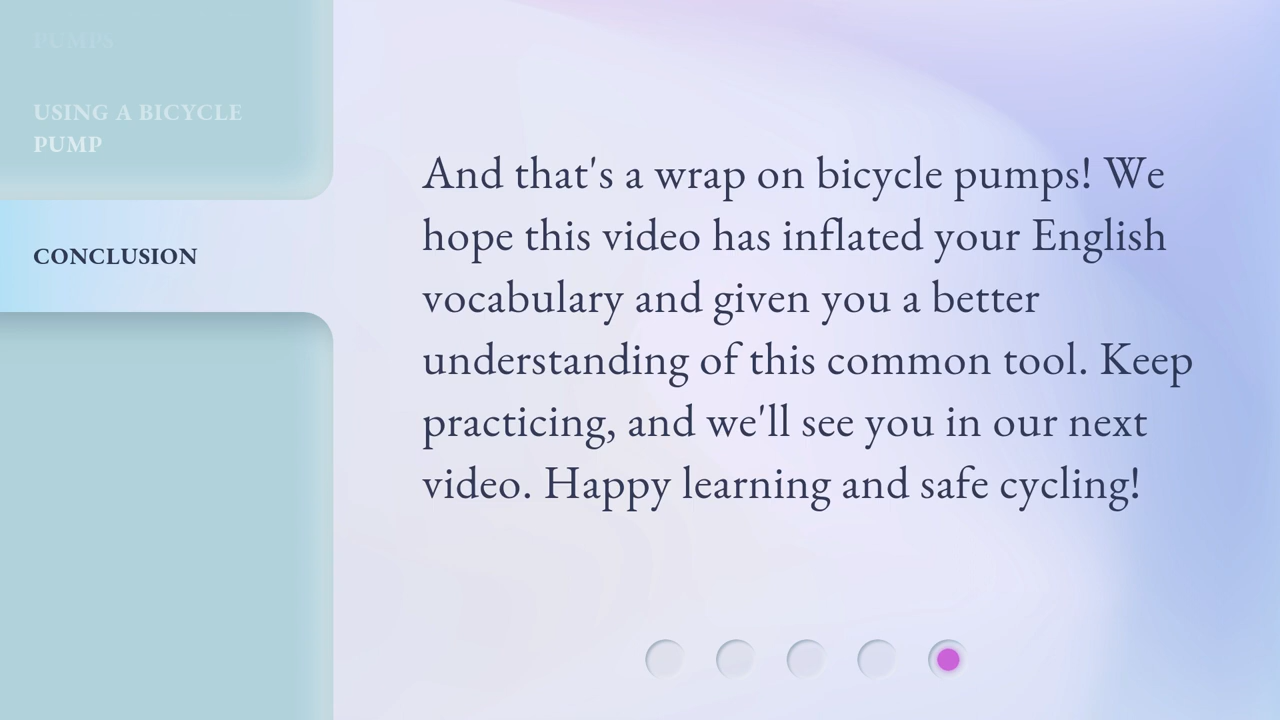 PUMPS
USING A BICYCLE
PUMP
CONCLUSION
And that's a wrap on bicycle pumps! We
hope this video has inflated your English
vocabulary and given you a better
understanding of this common tool. Keep
practicing, and we'll see you in our next
video. Happy learning and safe cycling!